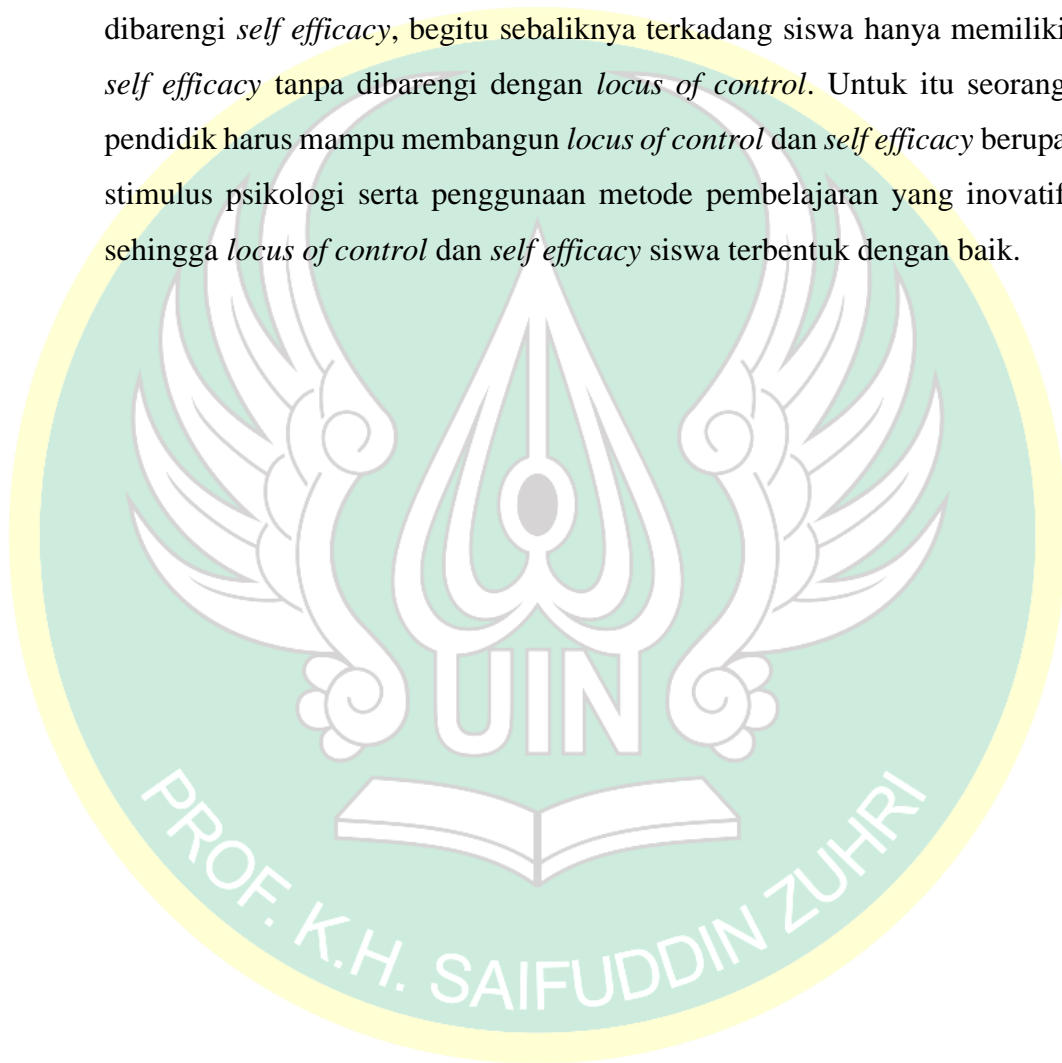 dibarengi self efficacy, begitu sebaliknya terkadang siswa hanya memiliki
self efficacy tanpa dibarengi dengan locus of control. Untuk itu seorang
pendidik harus mampu membangun locus of control dan self efficacy berupa
stimulus psikologi serta penggunaan metode pembelajaran yang inovatif
sehingga locus of control dan self efficacy siswa terbentuk dengan baik.
UIN
PROF. K.H. SAIFUDDIN ZUHRI